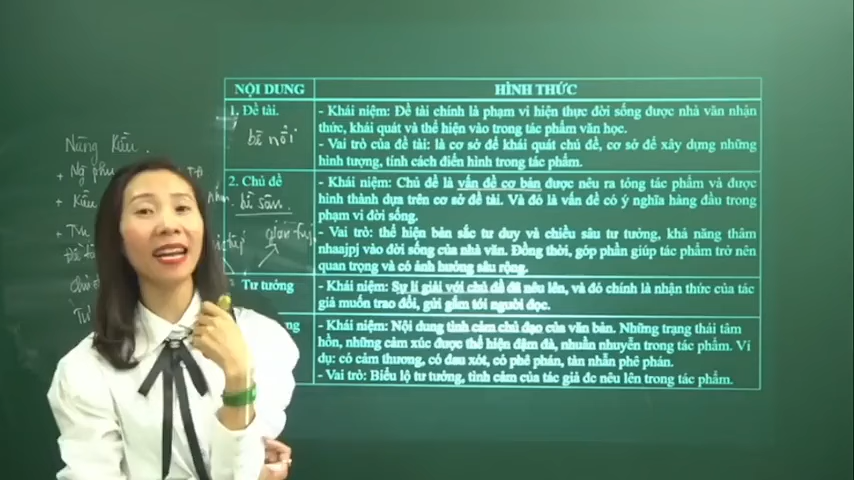 NỘI DUNG
HÌNH THỨC
1. Đề tài.
- Khái niệm: Đề tài chính là phạm vi hiện thực đời sống được nhà văn nhận
thức, khái quát và thể hiện vào trong tác phẩm văn học.
- Vai trò của đề tài: là cơ sở để khái quát chủ đề, cơ sở để xây dựng những
hình tượng, tính cách điển hình trong tác phẩm.
bề nổi
2. Chủ đề
- Khái niệm: Chủ đề là vấn đề cơ bản được nêu ra tỏng tác phẩm và được
hình thành dựa trên cơ sở đề tài. Và đó là vấn đề có ý nghĩa hàng đầu trong
phạm vi đời sống.
- Vai trò: thể hiện bản sắc tư duy và chiều sâu tư tưởng, khả năng thâm
nhaajpj vào đời sống của nhà văn. Đồng thời, góp phần giúp tác phẩm trở nên
quan trọng và có ảnh hưởng sâu rộng.
Tư tưởng
- Khái niệm: Sự lí giải với chủ đề đã nêu lên, và đó chính là nhận thức của tác
giả muốn trao đổi, gửi gắm tới người đọc.
ng
- Khái niệm: Nội dung tình cảm chủ đạo của văn bản. Những trạng thái tâm
hồn, những cảm xúc được thể hiện đậm đà, nhuần nhuyễn trong tác phẩm. Ví
dụ: có cảm thương, có đau xót, có phê phán, tàn nhẫn phê phán.
- Vai trò: Biểu lộ tư tưởng, tình cảm của tác giả đc nêu lên trong tác phẩm.